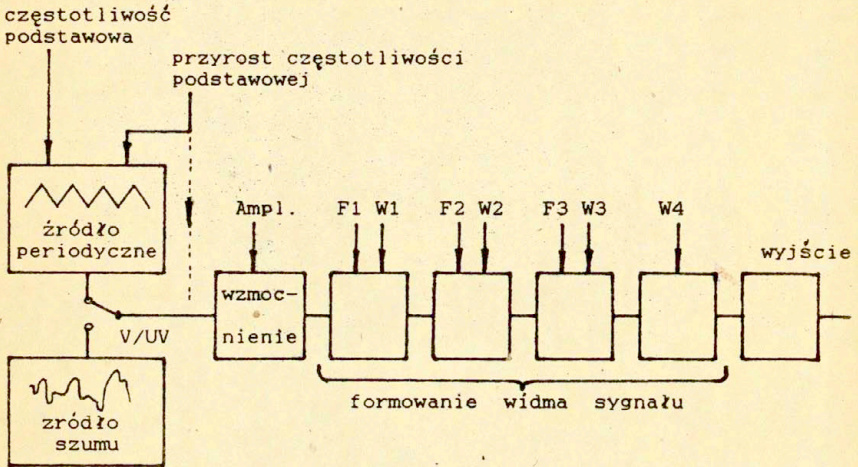 częstotliwość
podstawowa
przyrost częstotliwości
podstawowej
źródło
periodyczne
Ampl.
F1 W1
F2 W2
F3 W3
W4
wyjście
wzmoc-
nienie
V/UV
formowanie widma sygnału
zródło
szumu